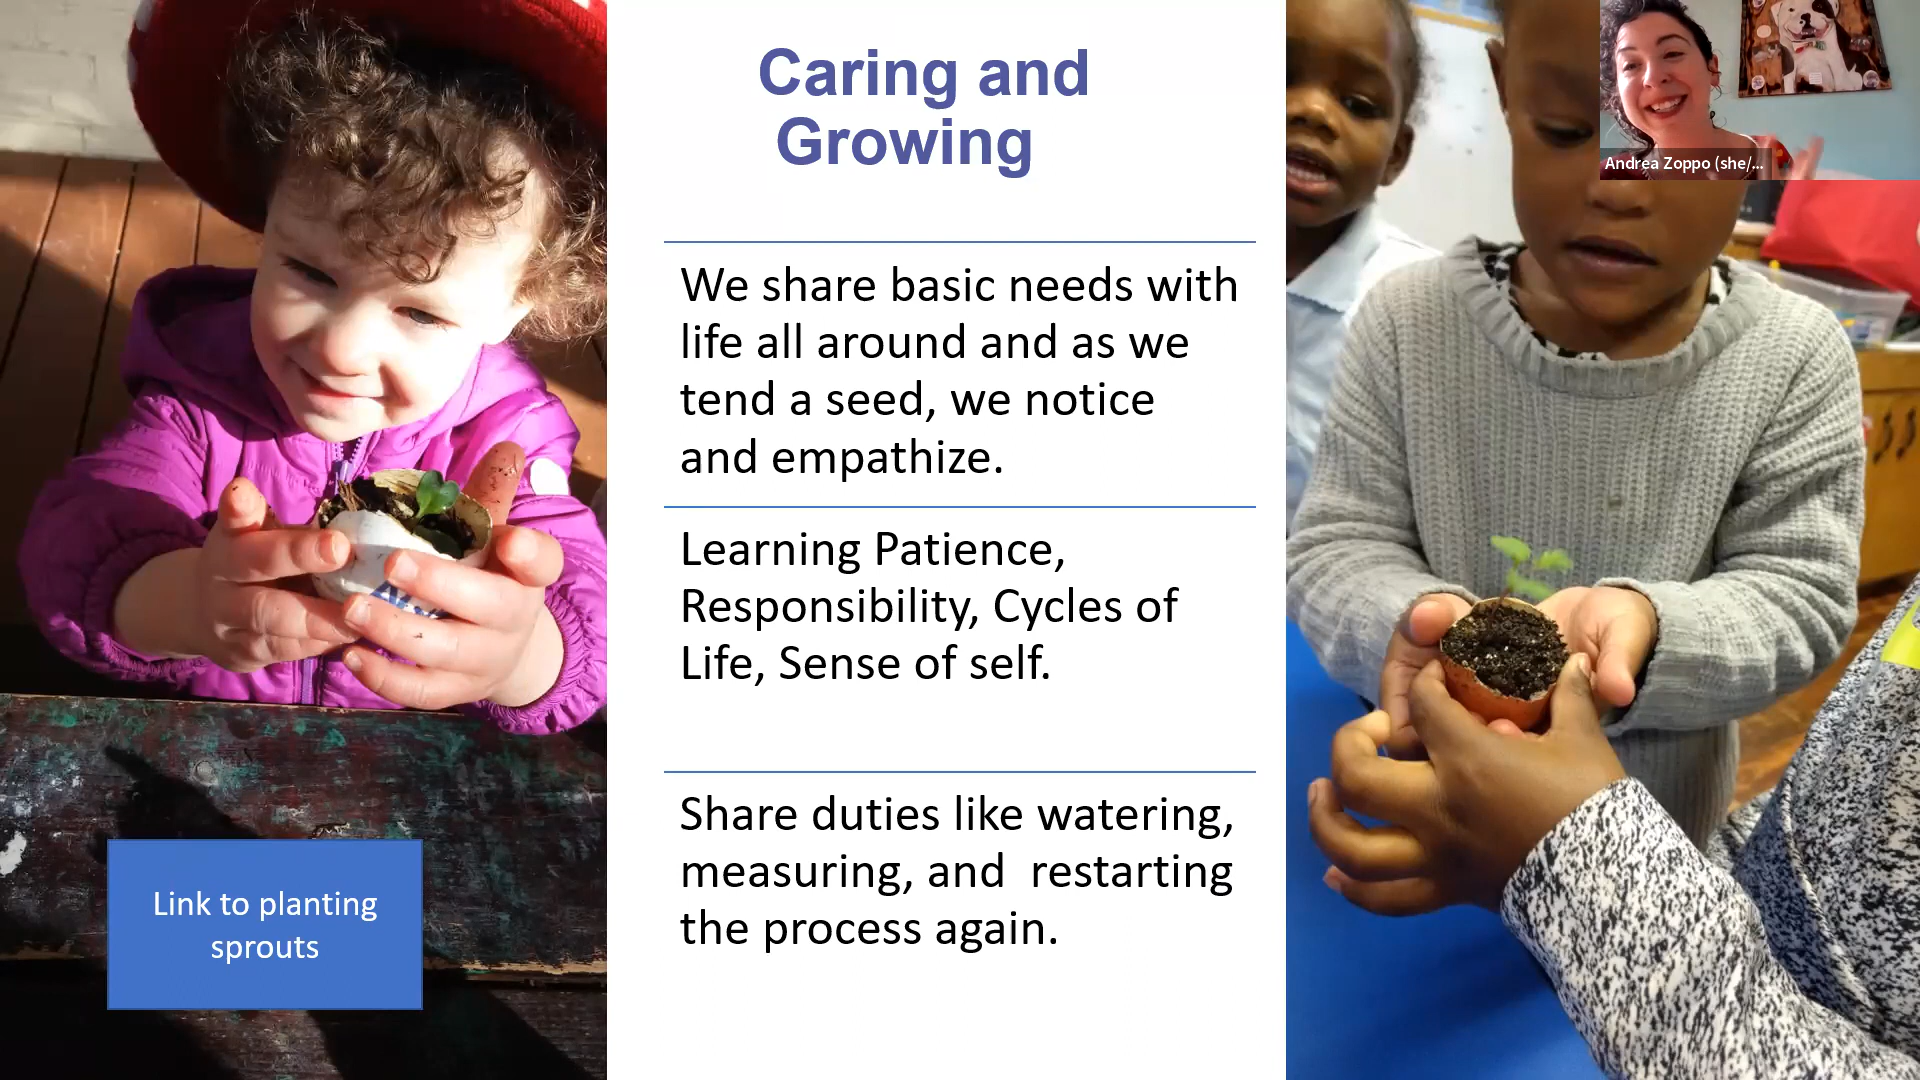 Caring and
Growing
We share basic needs with
life all around and as we
tend a seed, we notice
and empathize.
Learning Patience,
Responsibility, Cycles of
Life, Sense of self.
Share duties like watering,
measuring, and  restarting
the process again.
Link to planting
sprouts
Andrea Zoppo (she/...